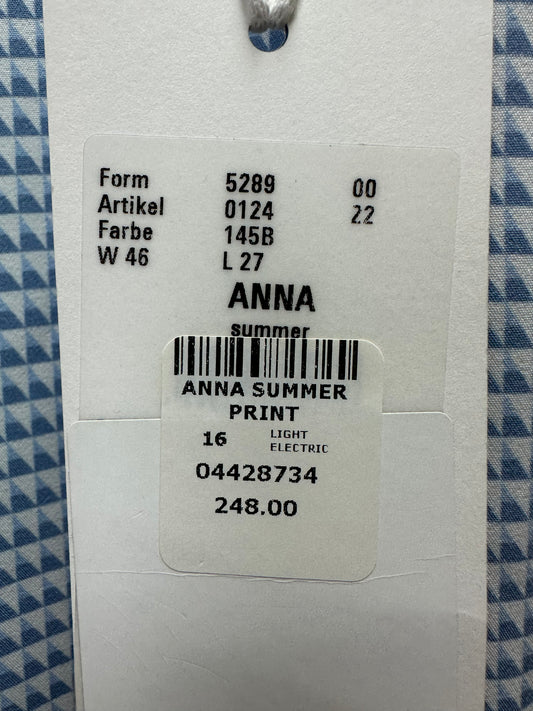 Form 5289 00
Artikel 0124 22
Farbe 145B
W 46 L 27
ANNA
summer
ANNA SUMMER
PRINT
16 LIGHT
ELECTRIC
04428734
248.00